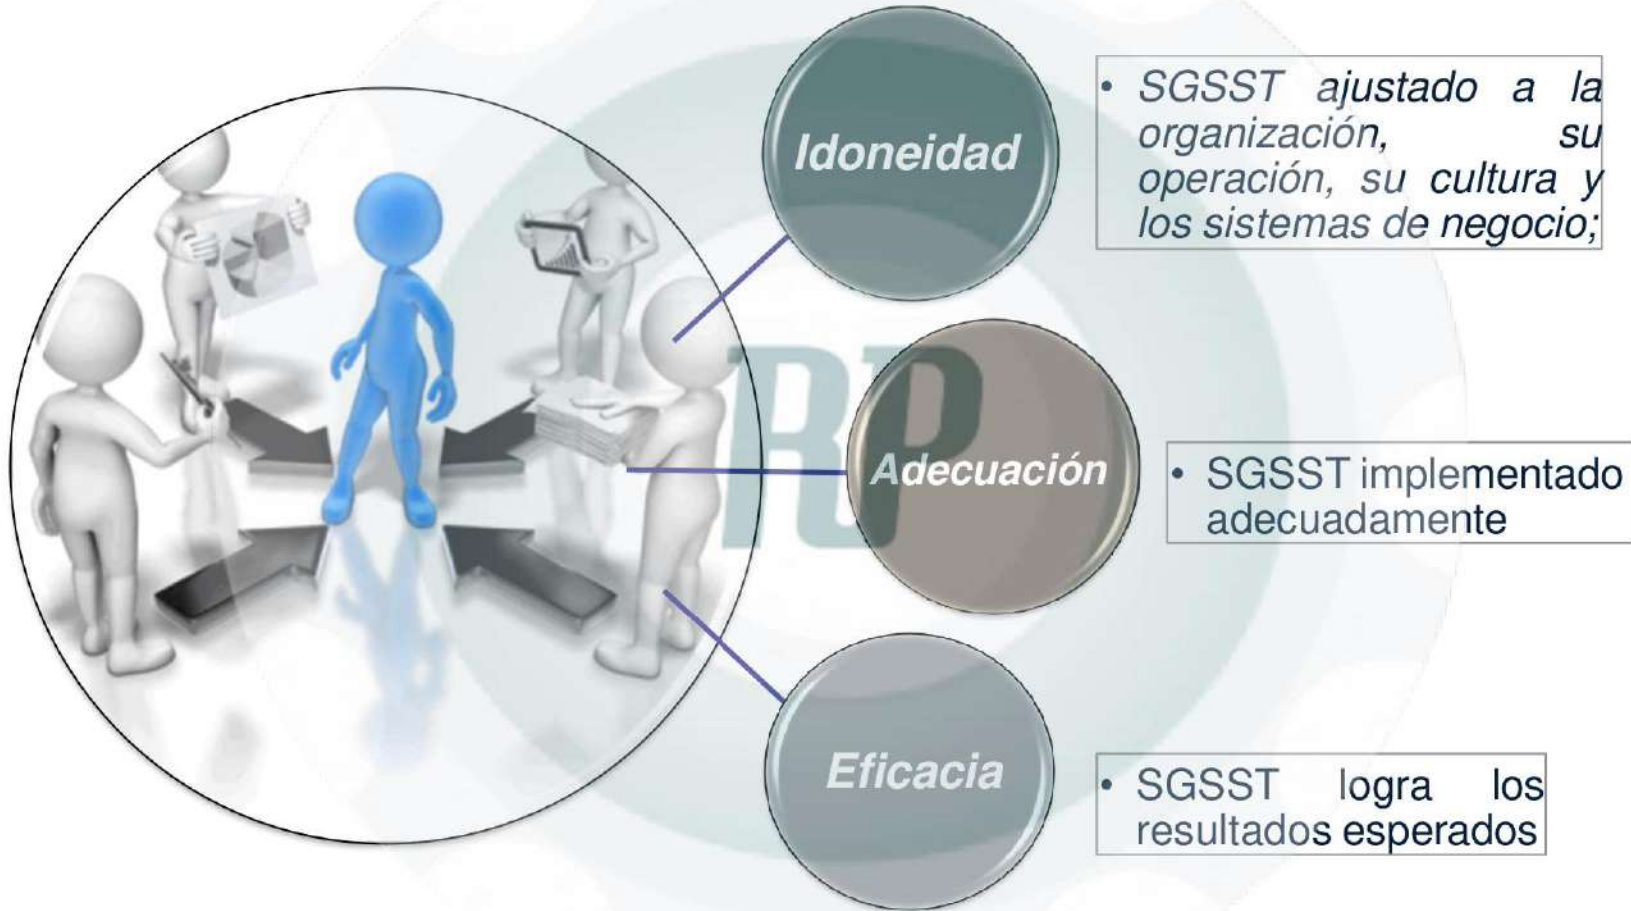 Idoneidad
• SGSST ajustado a la
organización, su
operación, su cultura y
los sistemas de negocio;
RP
Adecuación
• SGSST implementado
adecuadamente
Eficacia
• SGSST logra los
resultados esperados